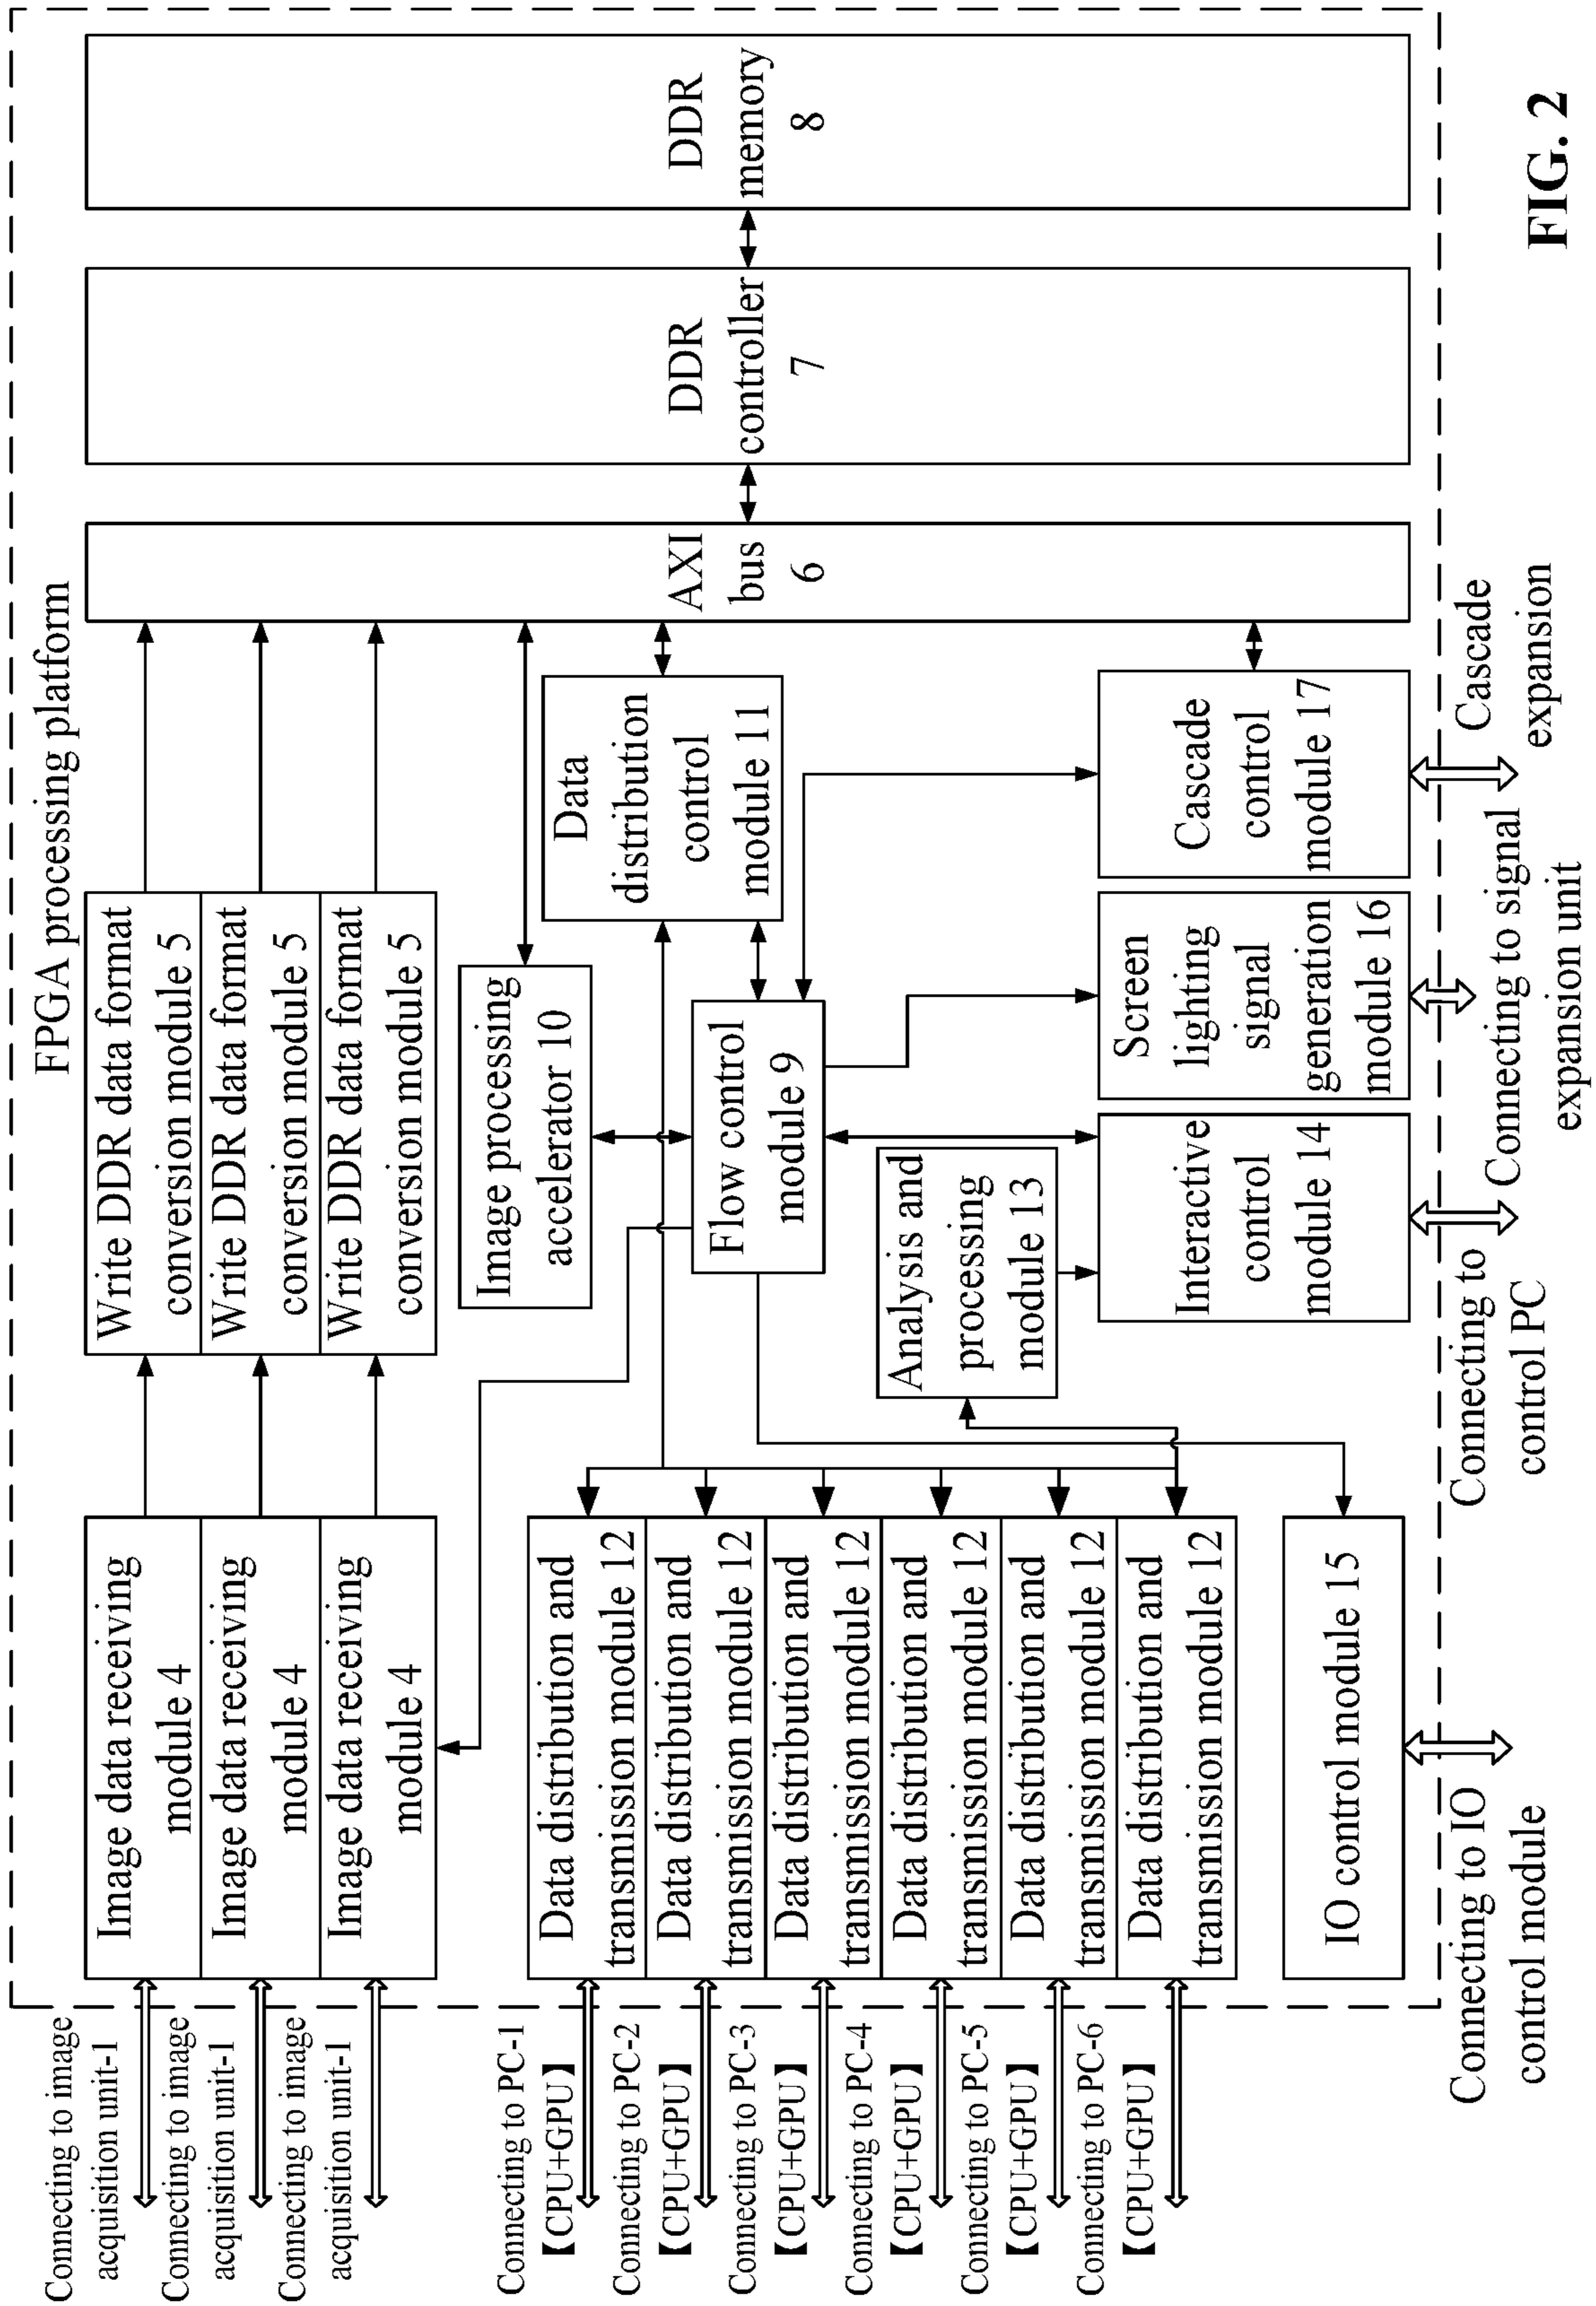 FPGA processing platform
Connecting to image
acquisition unit-1
Connecting to image
acquisition unit-1
Connecting to image
acquisition unit-1
Image data receiving
module 4
Image data receiving
module 4
Image data receiving
module 4
Write DDR data format
conversion module 5
Write DDR data format
conversion module 5
Write DDR data format
conversion module 5
AXI
bus
6
DDR
controller
7
DDR
memory
8
Image processing
accelerator 10
Data
distribution
control
module 11
Flow control
module 9
Connecting to PC-1
【CPU+GPU】
Connecting to PC-2
【CPU+GPU】
Connecting to PC-3
【CPU+GPU】
Connecting to PC-4
【CPU+GPU】
Connecting to PC-5
【CPU+GPU】
Connecting to PC-6
【CPU+GPU】
Data distribution and
transmission module 12
Data distribution and
transmission module 12
Data distribution and
transmission module 12
Data distribution and
transmission module 12
Data distribution and
transmission module 12
Data distribution and
transmission module 12
Analysis and
processing
module 13
Interactive
control
module 14
Screen
lighting
signal
generation
module 16
Cascade
control
module 17
IO control module 15
Connecting to IO
control module
Connecting to
control PC
Connecting to signal
expansion unit
Cascade
expansion
FIG. 2